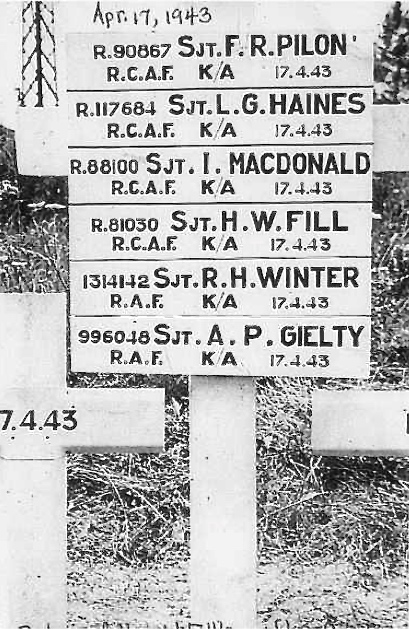 Apr. 17, 1943
R.90867 SJT. F. R. PILON
R.C.A.F. K/A 17.4.43
R.117684 SJT. L. G. HAINES
R.C.A.F. K/A 17.4.43
R.88100 SJT. I. MACDONALD
R.C.A.F. K/A 17.4.43
R.81030 SJT. H. W. FILL
R.C.A.F. K/A 17.4.43
1314142 SJT. R. H. WINTER
R.A.F. K/A 17.4.43
996048 SJT. A. P. GIELTY
R.A.F. K/A 17.4.43
7.4.43